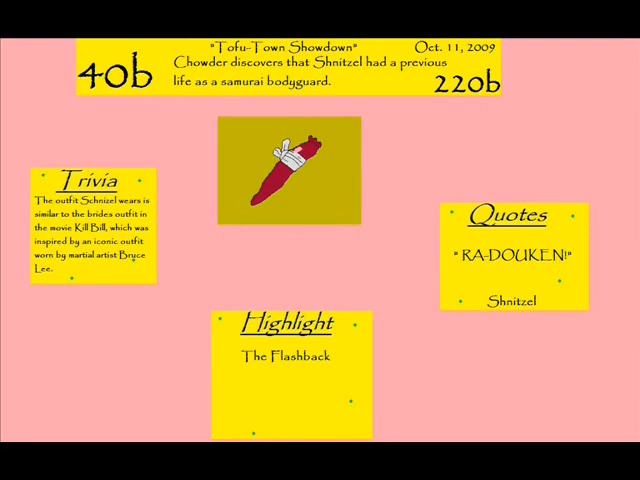 40b
"Tofu-Town Showdown" Oct. 11, 2009
Chowder discovers that Shnitzel had a previous
life as a samurai bodyguard.
220b
Trivia
The outfit Schnizel wears is
similar to the brides outfit in
the movie Kill Bill, which was
inspired by an iconic outfit
worn by martial artist Bruce
Lee.
Quotes
" RA-DOUKEN!"
Shnitzel
Highlight
The Flashback